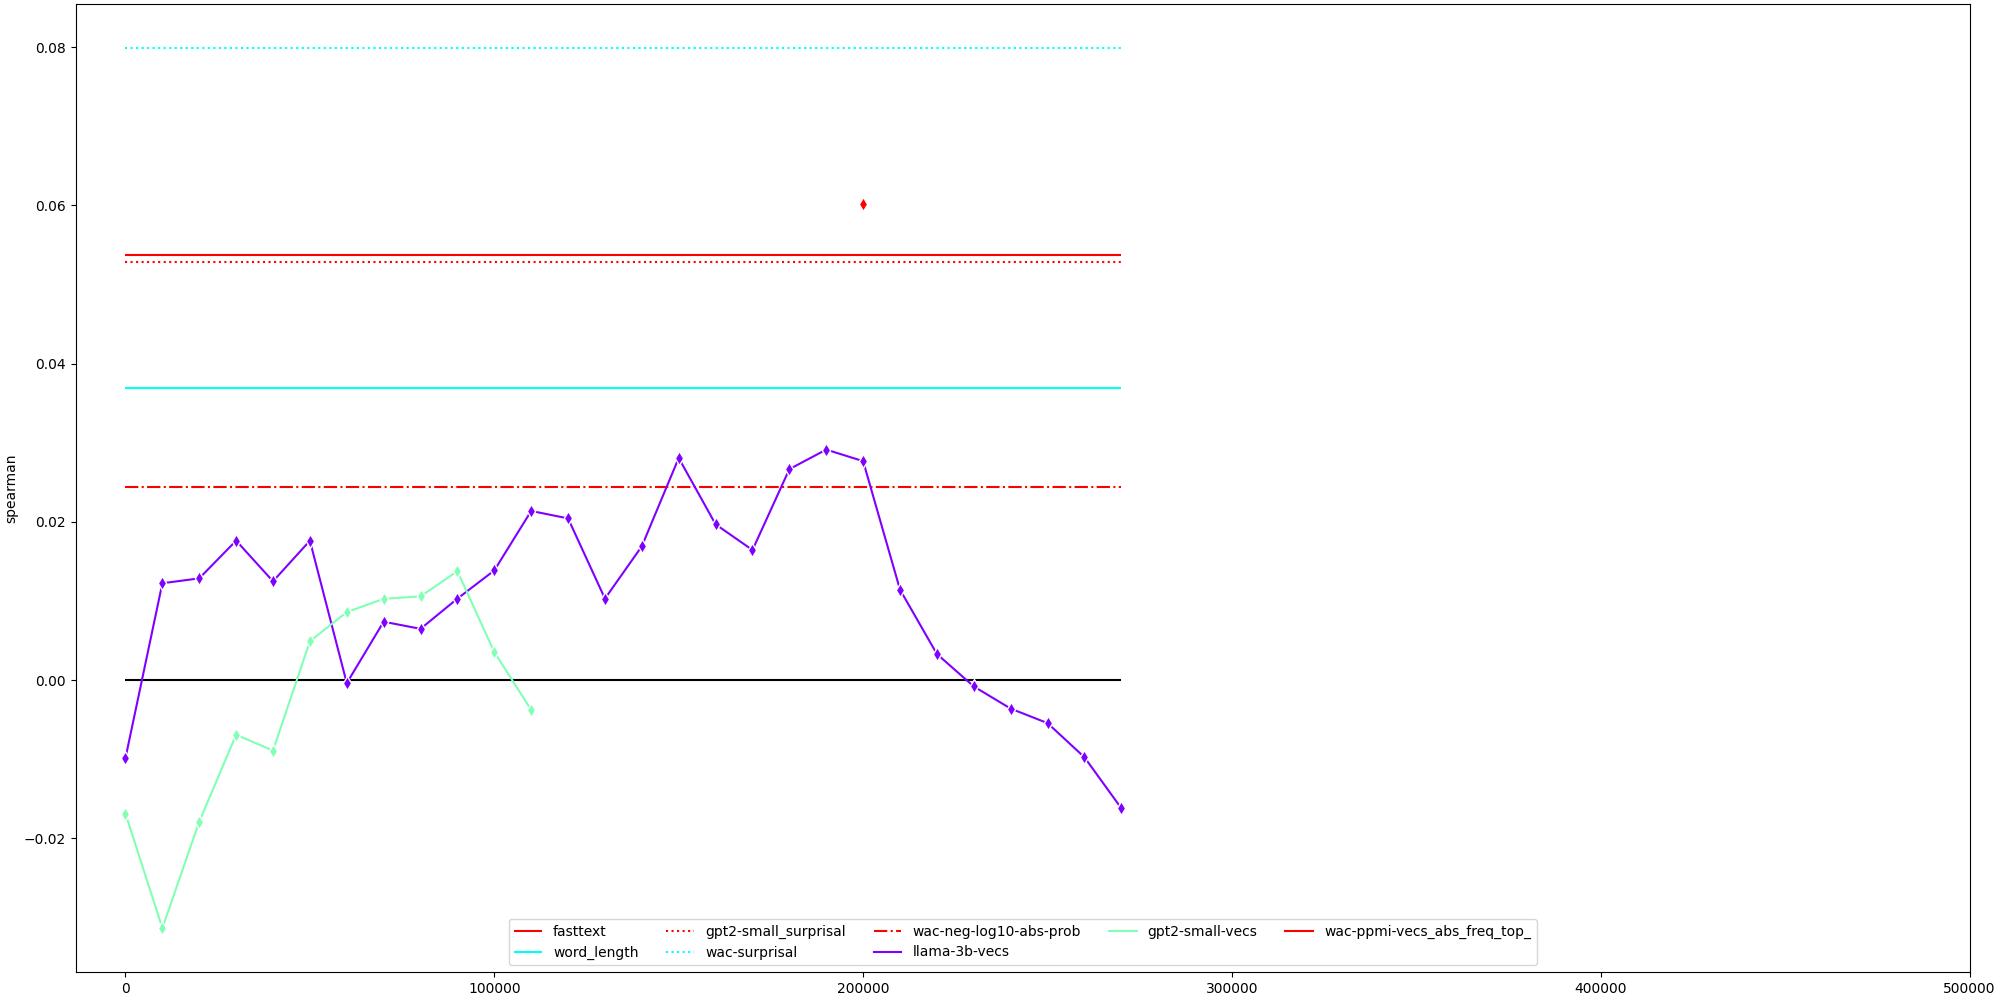 0.08
0.06
0.04
0.02
0.00
−0.02
spearman
fasttext
word_length
gpt2-small_surprisal
wac-surprisal
wac-neg-log10-abs-prob
llama-3b-vecs
gpt2-small-vecs
wac-ppmi-vecs_abs_freq_top_
0 100000 200000 300000 400000 500000